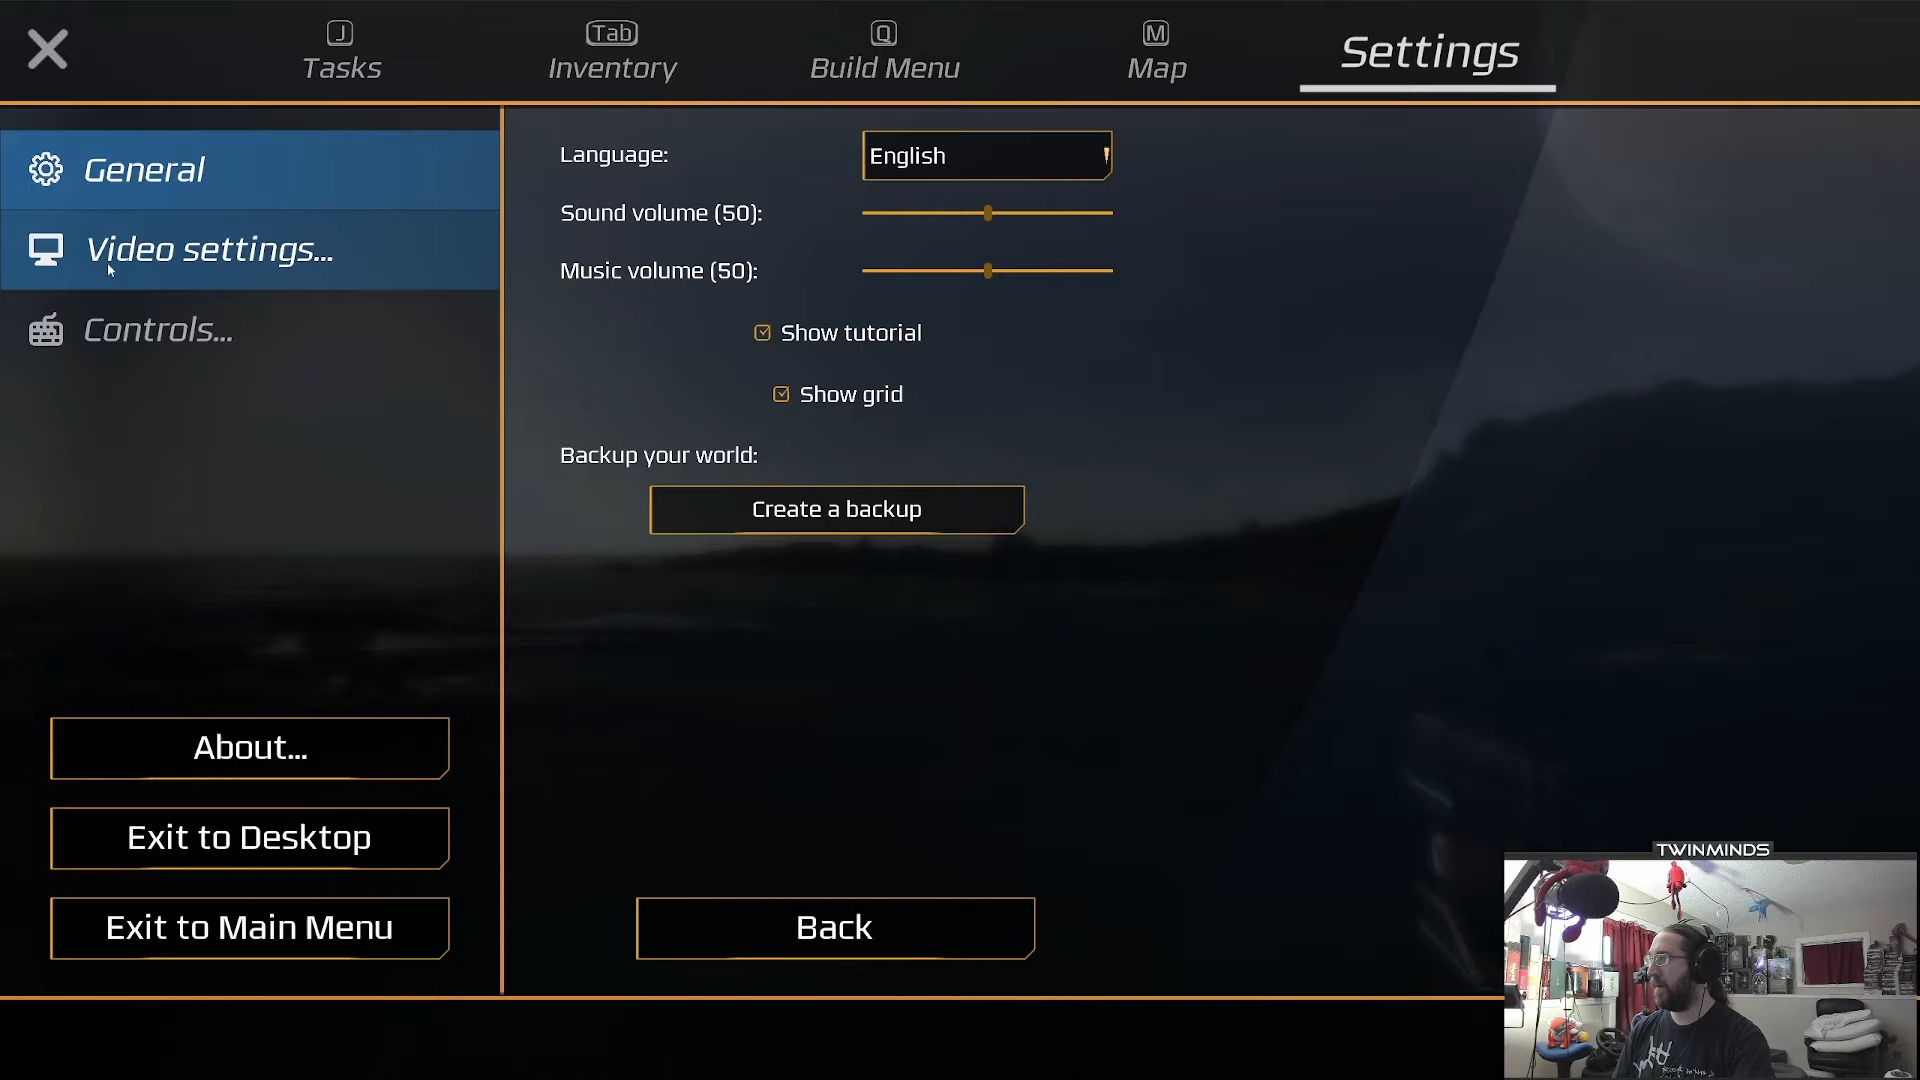 J
Tasks
Tab
Inventory
Q
Build Menu
M
Map
Settings
General
Video settings...
Controls...
Language:
English
Sound volume (50):
Music volume (50):
Show tutorial
Show grid
Backup your world:
Create a backup
About...
Exit to Desktop
Exit to Main Menu
Back
TWINMINDS